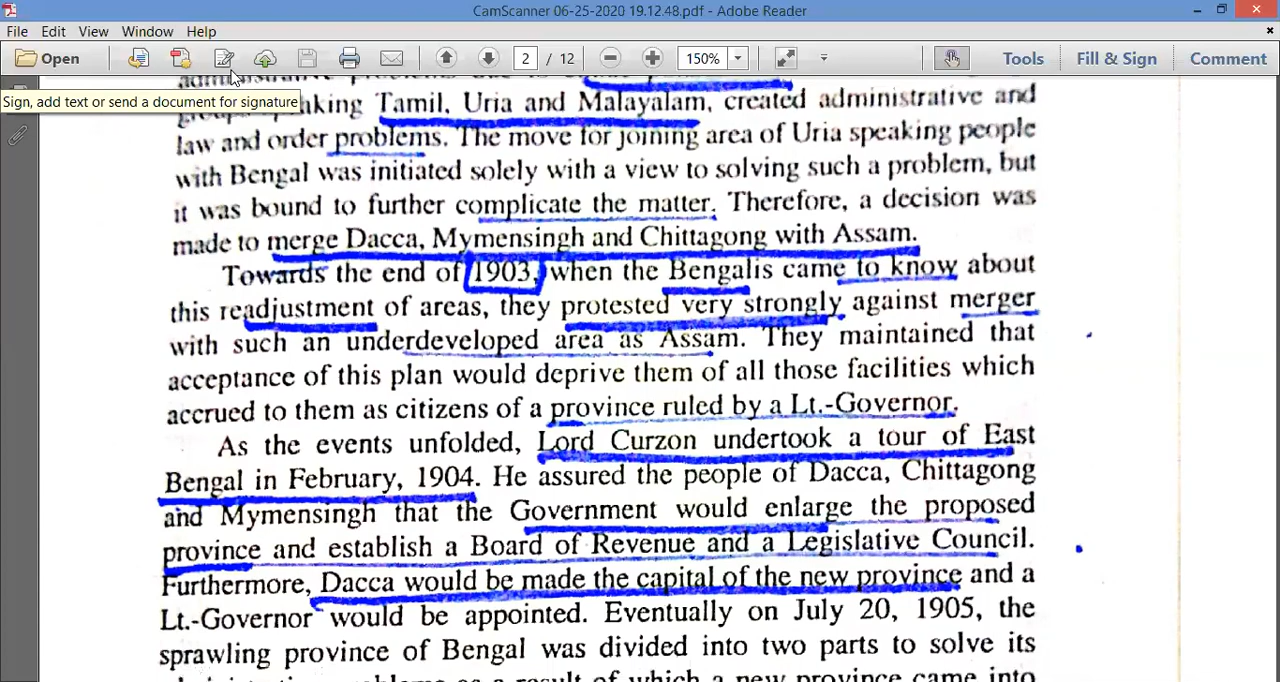 CamScanner 06-25-2020 19.12.48.pdf - Adobe Reader
File Edit View Window Help
Open 2 / 12 150% Tools Fill & Sign Comment
Sign, add text or send a document for signature
Tamil, Uria and Malayalam, created administrative and
law and order problems. The move for joining area of Uria speaking people
with Bengal was initiated solely with a view to solving such a problem, but
it was bound to further complicate the matter. Therefore, a decision was
made to merge Dacca, Mymensingh and Chittagong with Assam.
Towards the end of 1903, when the Bengalis came to know about
this readjustment of areas, they protested very strongly against merger
with such an underdeveloped area as Assam. They maintained that
acceptance of this plan would deprive them of all those facilities which
accrued to them as citizens of a province ruled by a Lt.-Governor.
As the events unfolded, Lord Curzon undertook a tour of East
Bengal in February, 1904. He assured the people of Dacca, Chittagong
and Mymensingh that the Government would enlarge the proposed
province and establish a Board of Revenue and a Legislative Council.
Furthermore, Dacca would be made the capital of the new province and a
Lt.-Governor would be appointed. Eventually on July 20, 1905, the
sprawling province of Bengal was divided into two parts to solve its
as a result of which a new province came into